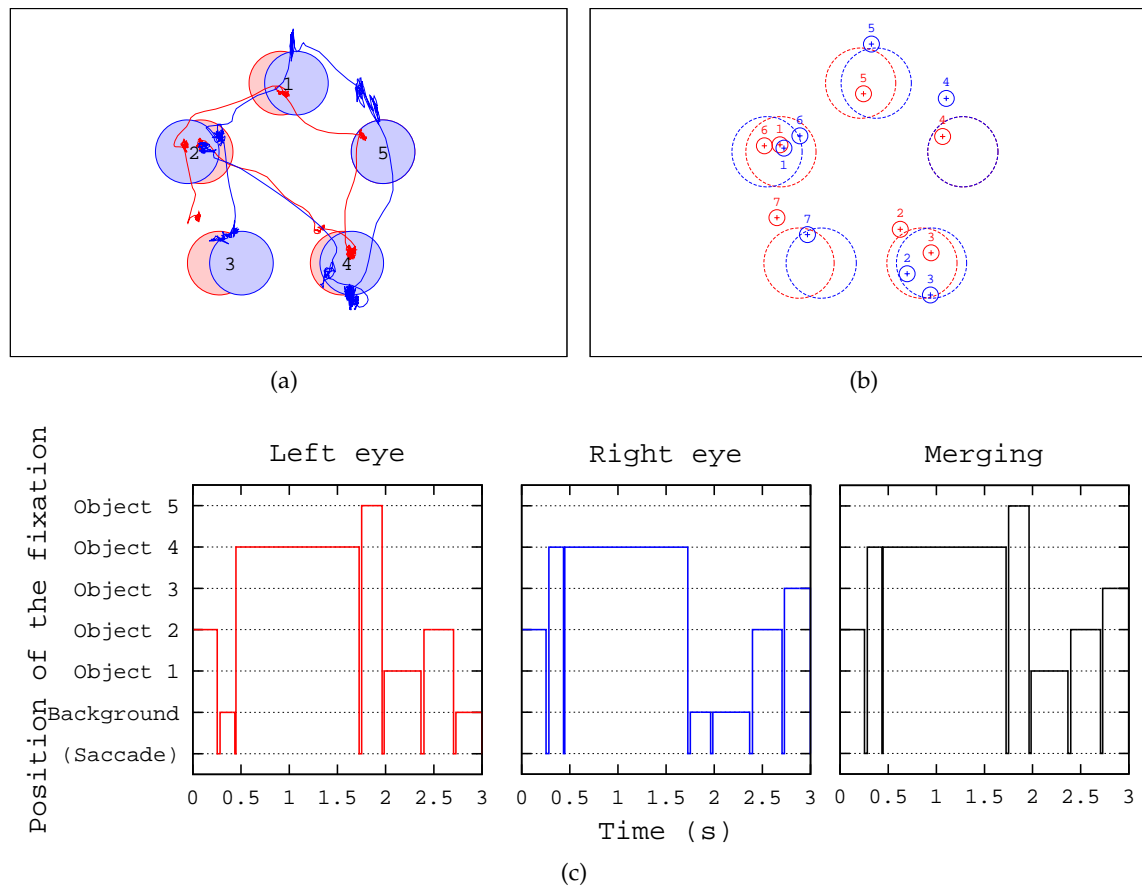 1
2
5
3
4
5
4
5
4
6
1
6
1
7
7
2
3
2
3
(a)
(b)
Position of the fixation
Left eye
Right eye
Merging
Object 5
Object 4
Object 3
Object 2
Object 1
Background
(Saccade)
0 0.5 1 1.5 2 2.5 3
0 0.5 1 1.5 2 2.5 3
0 0.5 1 1.5 2 2.5 3
Time (s)
(c)